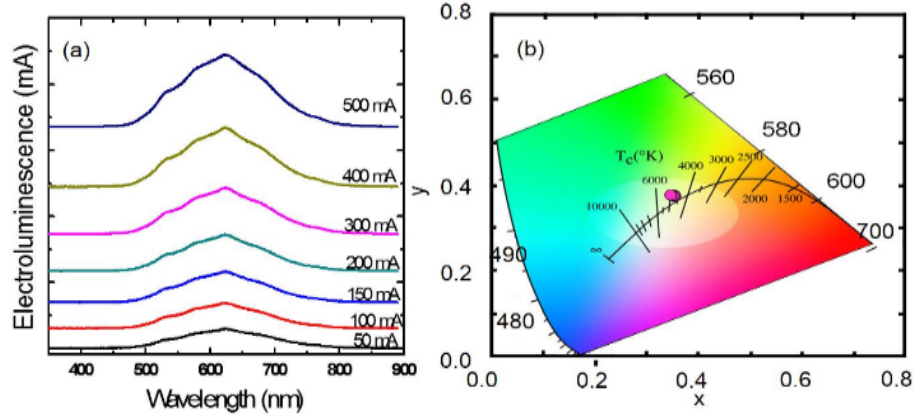 (a)
Electroluminescence (mA)
500 mA
400 mA
300 mA
200 mA
150 mA
100 mA
50 mA
400 500 600 700 800 900
Wavelength (nm)
(b)
0.8
0.6
0.4
0.2
0.0
y
560
580
600
700
490
480
T_c(°K)
10000
6000
4000
3000
2500
2000
1500
∞
0.0 0.2 0.4 0.6 0.8
x